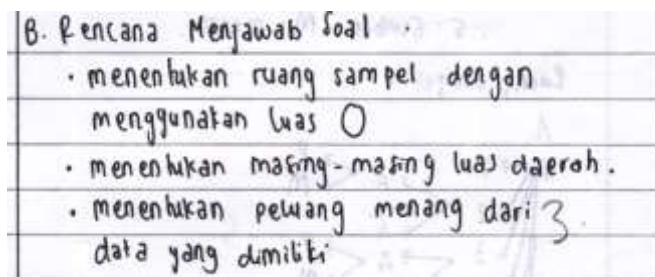 B. Rencana Menjawab Soal .
• menentukan ruang sampel dengan
menggunakan luas O
• menentukan masing-masing luas daerah.
• menentukan peluang menang dari 3
data yang dimiliki